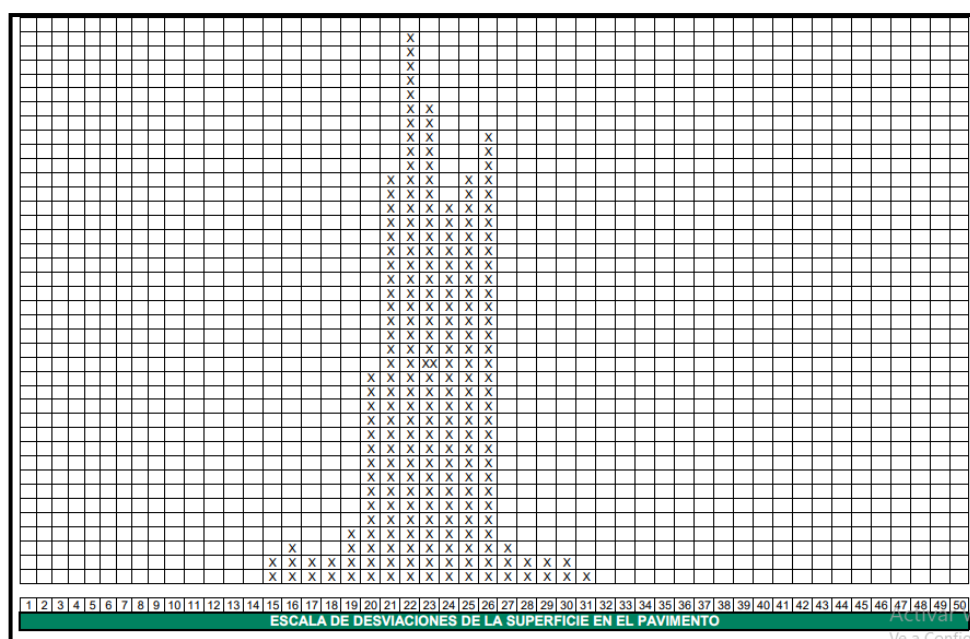 X
X
X
X
X
X X
X X
X X X
X X X
X X X
X X X X X
X X X X X
X X X X X X
X X X X X X
X X X X X X
X X X X X X
X X X X X X
X X X X X X
X X X X X X
X X X X X X
X X X X X X
X X X X X X
X X X X X X
X X XX X X X
X X X X X X X
X X X X X X X
X X X X X X X
X X X X X X X
X X X X X X X
X X X X X X X
X X X X X X X
X X X X X X X
X X X X X X X
X X X X X X X
X X X X X X X
X X X X X X X X
X X X X X X X X X X
X X X X X X X X X X X X X X X X
X X X X X X X X X X X X X X X X X
1 2 3 4 5 6 7 8 9 10 11 12 13 14 15 16 17 18 19 20 21 22 23 24 25 26 27 28 29 30 31 32 33 34 35 36 37 38 39 40 41 42 43 44 45 46 47 48 49 50
ESCALA DE DESVIACIONES DE LA SUPERFICIE EN EL PAVIMENTO
Activar